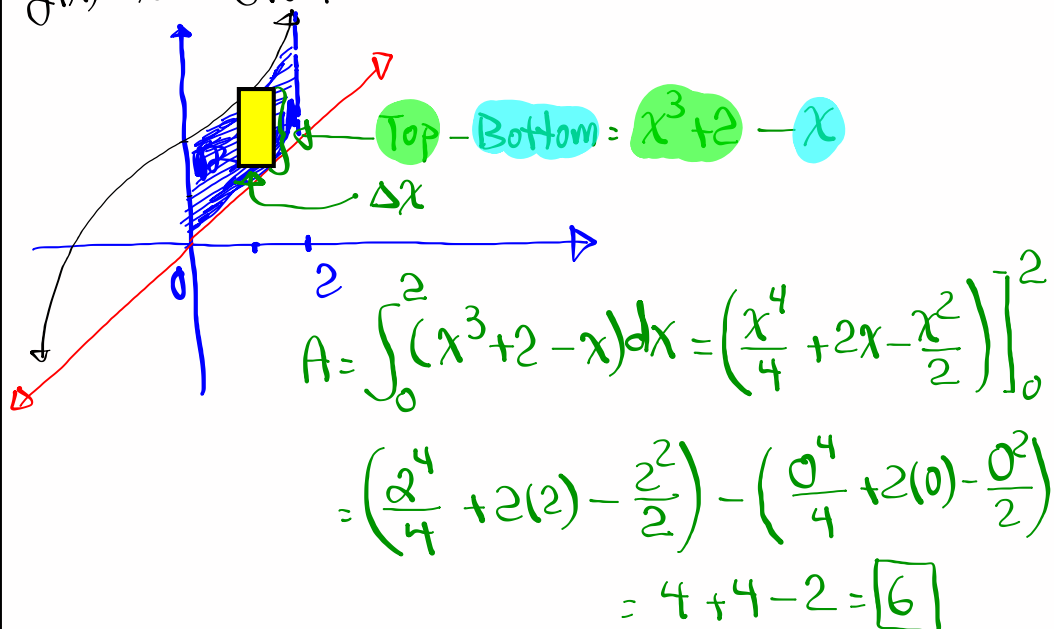 Top - Bottom = x³+2 - x
Δx
0 2
A = ∫₀² (x³+2-x)dx = (x⁴/4 + 2x - x²/2)]₀²
= (2⁴/4 + 2(2) - 2²/2) - (0⁴/4 + 2(0) - 0²/2)
= 4+4-2 = 6